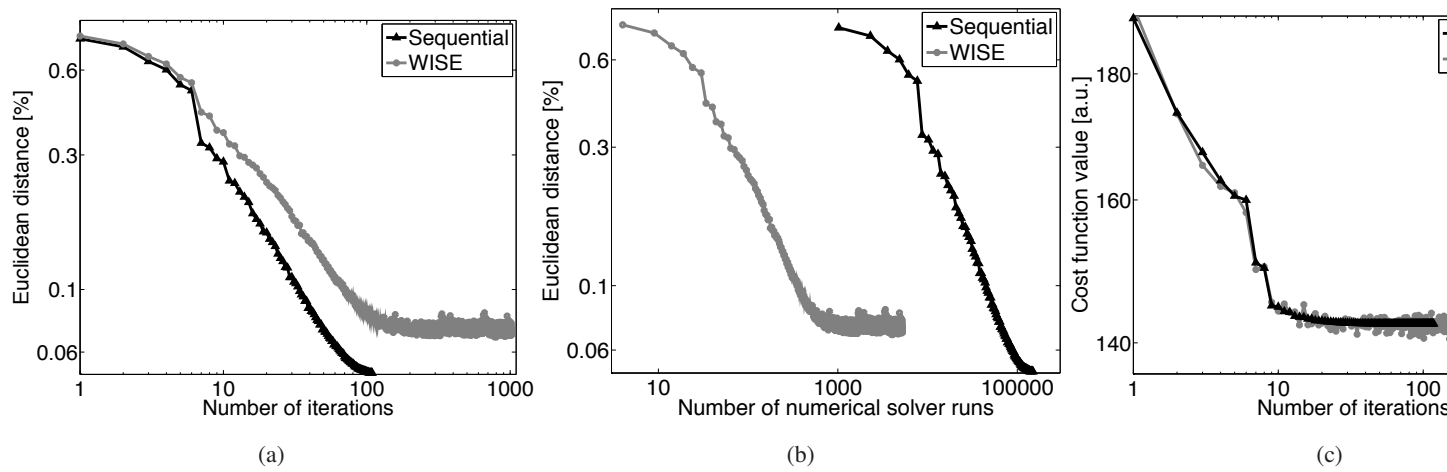 Sequential
WISE
0.6
0.3
0.1
0.06
Euclidean distance [%]
1
10
100
1000
Number of iterations
(a)
Sequential
WISE
0.6
0.3
0.1
0.06
Euclidean distance [%]
10
1000
100000
Number of numerical solver runs
(b)
180
160
140
Cost function value [a.u.]
1
10
100
Number of iterations
(c)